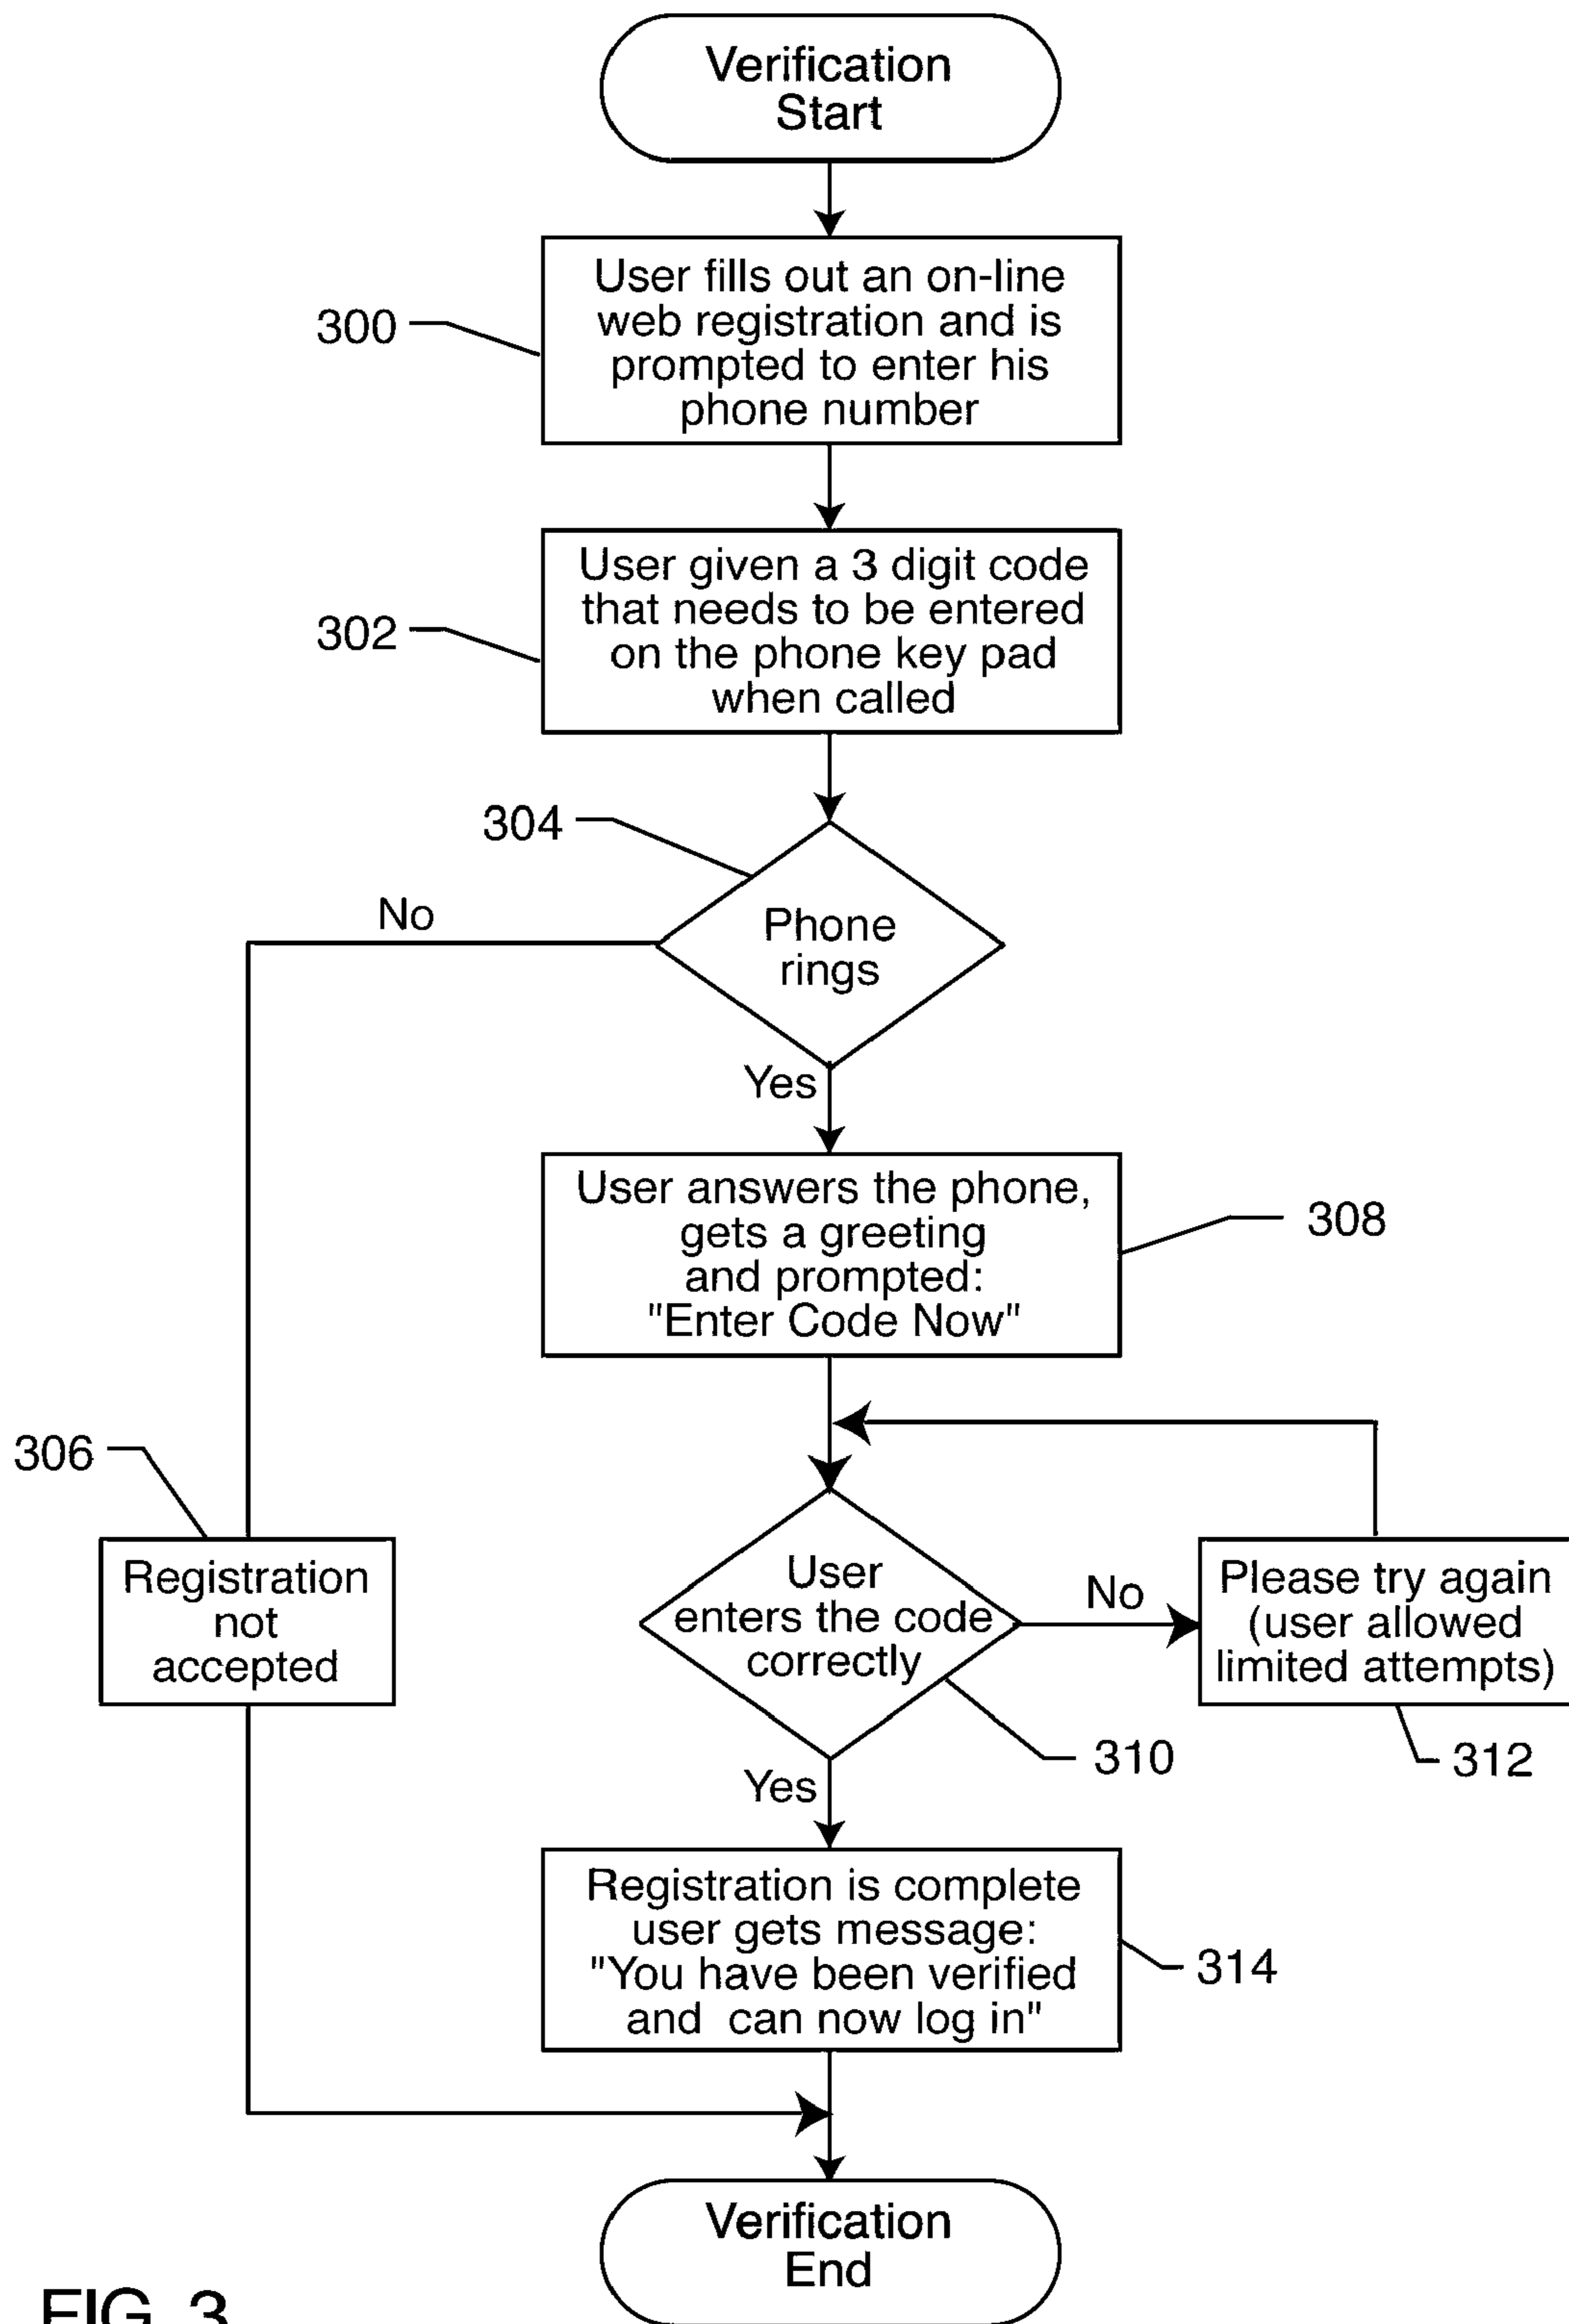 Verification
Start
300
User fills out an on-line
web registration and is
prompted to enter his
phone number
302
User given a 3 digit code
that needs to be entered
on the phone key pad
when called
304
Phone
rings
No
Yes
User answers the phone,
gets a greeting
and prompted:
"Enter Code Now"
308
306
Registration
not
accepted
User
enters the code
correctly
No
Please try again
(user allowed
limited attempts)
310
312
Yes
Registration is complete
user gets message:
"You have been verified
and can now log in"
314
Verification
End
FIG. 3